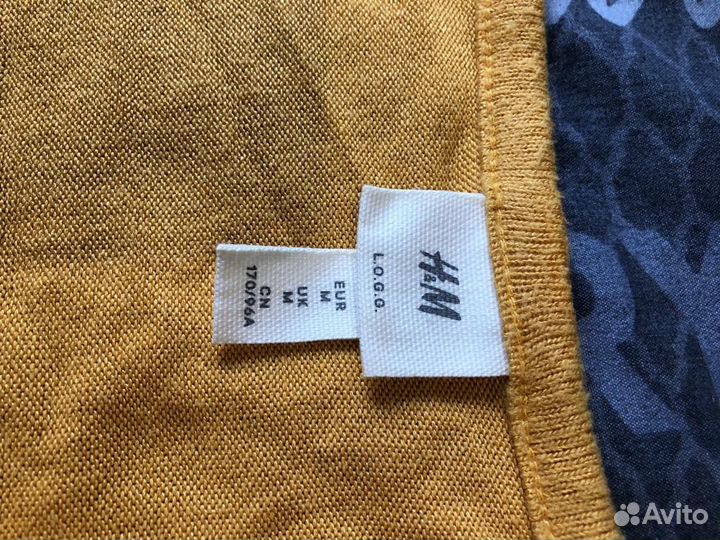 H&M
L.O.G.G.
EUR
M
UK
M
CN
170/96A
Avito